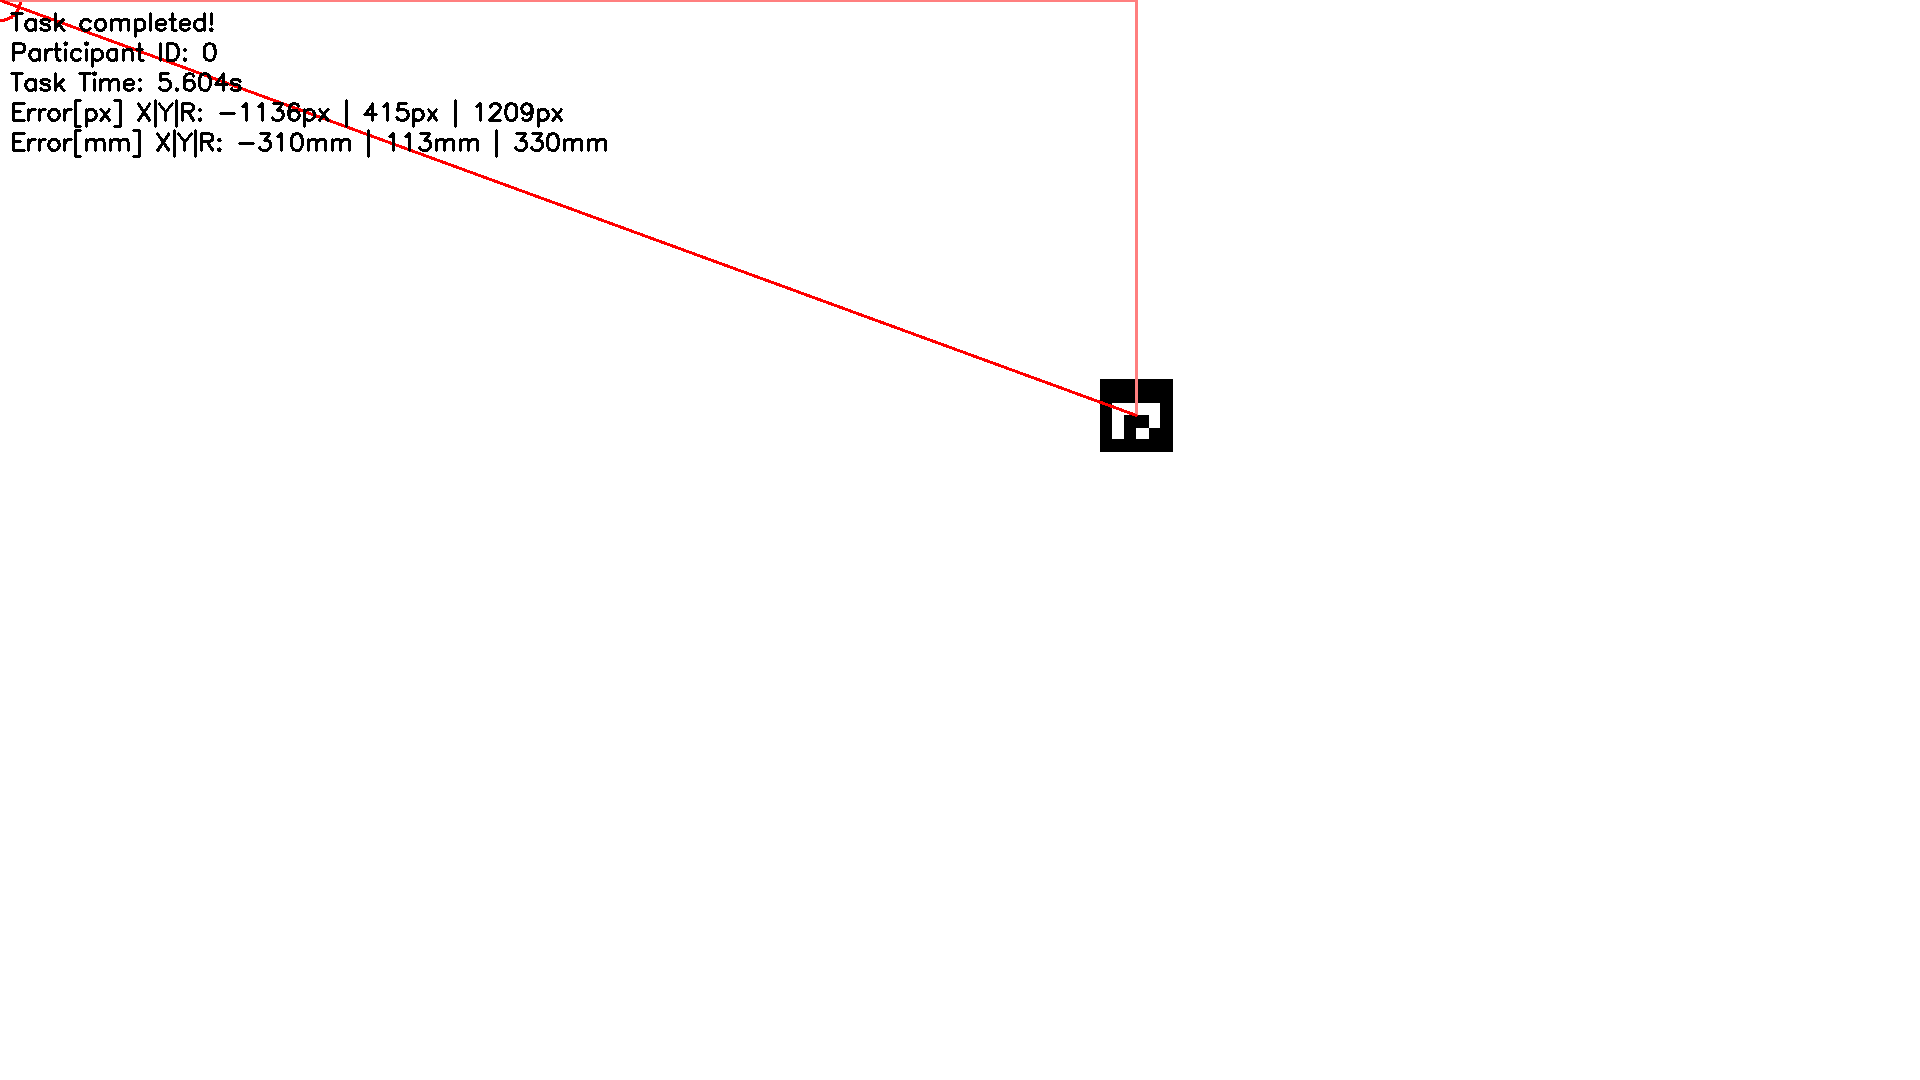 Task completed!
Participant ID: 0
Task Time: 5.604s
Error[px] X|Y|R: -1136px | 415px | 1209px
Error[mm] X|Y|R: -310mm | 113mm | 330mm